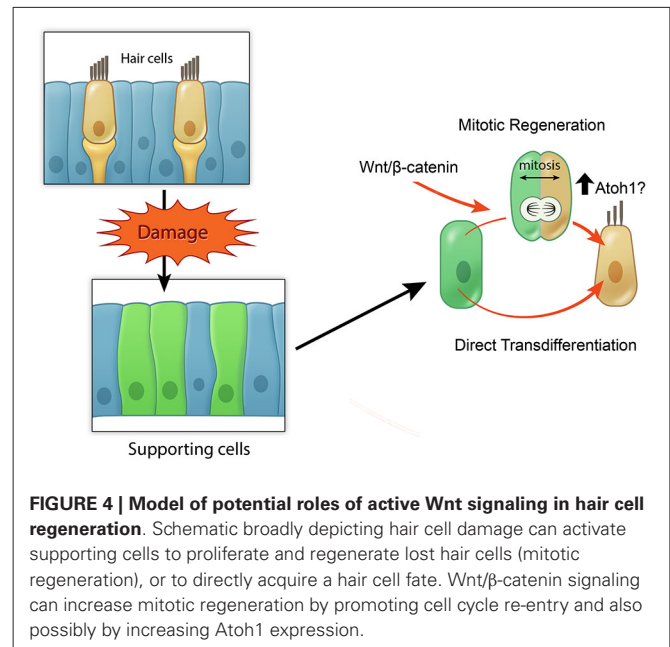 Hair cells
Damage
Supporting cells
Mitotic Regeneration
Wnt/β-catenin
mitosis
Atoh1?
Direct Transdifferentiation
FIGURE 4 | Model of potential roles of active Wnt signaling in hair cell
regeneration. Schematic broadly depicting hair cell damage can activate
supporting cells to proliferate and regenerate lost hair cells (mitotic
regeneration), or to directly acquire a hair cell fate. Wnt/β-catenin signaling
can increase mitotic regeneration by promoting cell cycle re-entry and also
possibly by increasing Atoh1 expression.